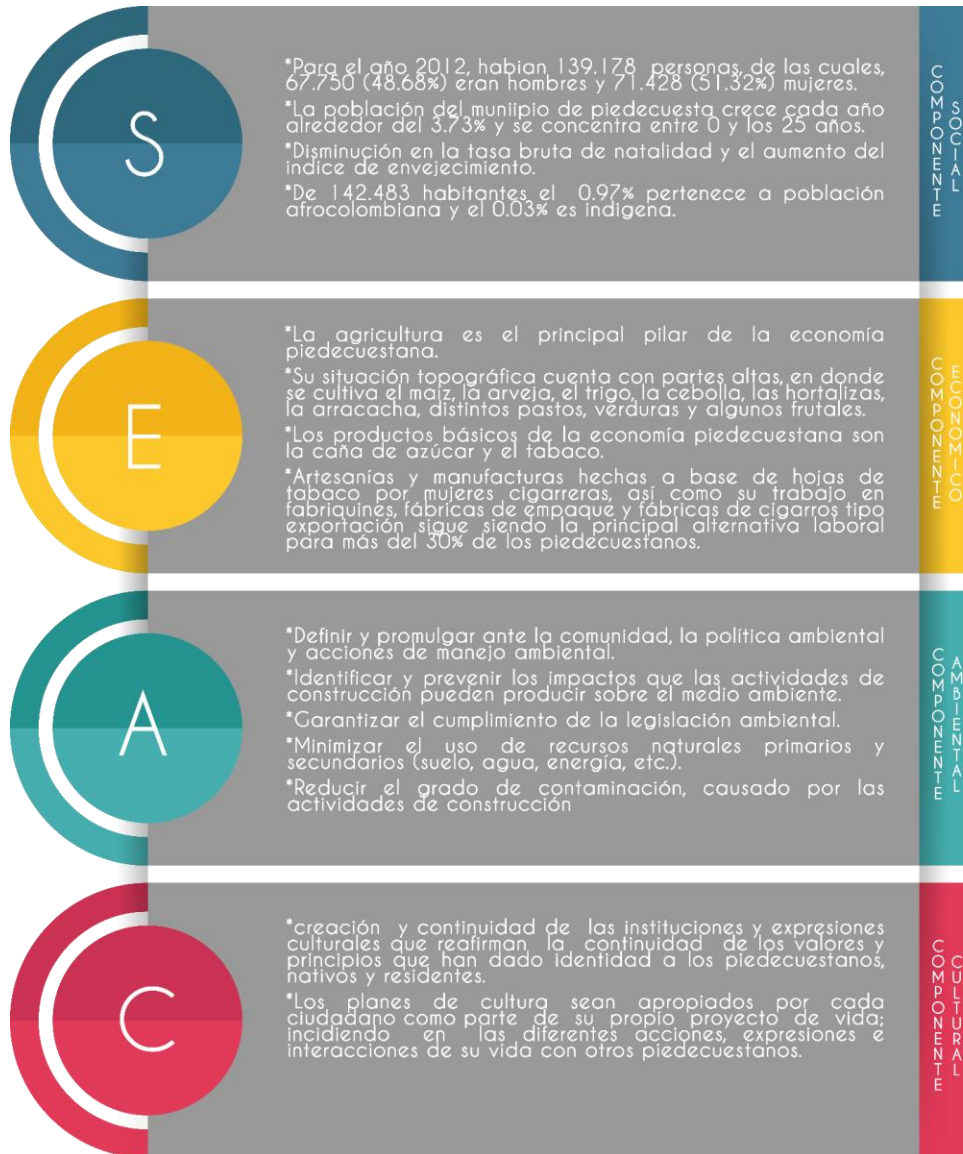 S
*Para el año 2012, habian 139.178 personas, de las cuales,
67.750 (48.68%) eran hombres y 71.428 (51.32%) mujeres.
*La población del muniipio de piedecuesta crece cada año
alrededor del 3.73% y se concentra entre 0 y los 25 años.
*Disminución en la tasa bruta de natalidad y el aumento del
indice de envejecimiento.
*De 142.483 habitantes el 0.97% pertenece a población
afrocolombiana y el 0.03% es indigena.
COMPONENTE
SOCIAL
E
*La agricultura es el principal pilar de la economía
piedecuestana.
*Su situación topográfica cuenta con partes altas, en donde
se cultiva el maíz, la arveja, el trigo, la cebolla, las hortalizas,
la arracacha, distintos pastos, verduras y algunos frutales.
*Los productos básicos de la economía piedecuestana son
la caña de azúcar y el tabaco.
*Artesanías y manufacturas hechas a base de hojas de
tabaco por mujeres cigarreras, así como su trabajo en
fabriquines, fábricas de empaque y fábricas de cigarros tipo
exportación sigue siendo la principal alternativa laboral
para más del 30% de los piedecuestanos.
COMPONENTE
ECONOMICO
A
*Definir y promulgar ante la comunidad, la política ambiental
y acciones de manejo ambiental.
*Identificar y prevenir los impactos que las actividades de
construcción pueden producir sobre el medio ambiente.
*Garantizar el cumplimiento de la legislación ambiental.
*Minimizar el uso de recursos naturales primarios y
secundarios (suelo, agua, energía, etc.).
*Reducir el grado de contaminación, causado por las
actividades de construcción
COMPONENTE
AMBIENTAL
C
*creación y continuidad de las instituciones y expresiones
culturales que reafirman la continuidad de los valores y
principios que han dado identidad a los piedecuestanos,
nativos y residentes.
*Los planes de cultura sean apropiados por cada
ciudadano como parte de su propio proyecto de vida;
incidiendo en las diferentes acciones, expresiones e
interacciones de su vida con otros piedecuestanos.
COMPONENTE
CULTURAL